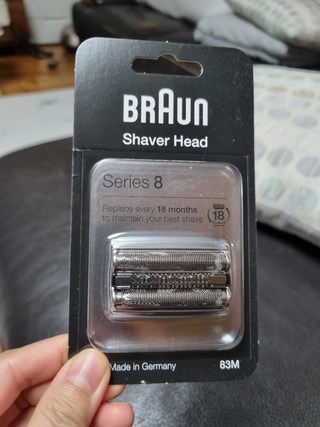 BRAUN
Shaver Head
Series 8
Replace every 18 months
to maintain your best shave
18
Made in Germany
83M